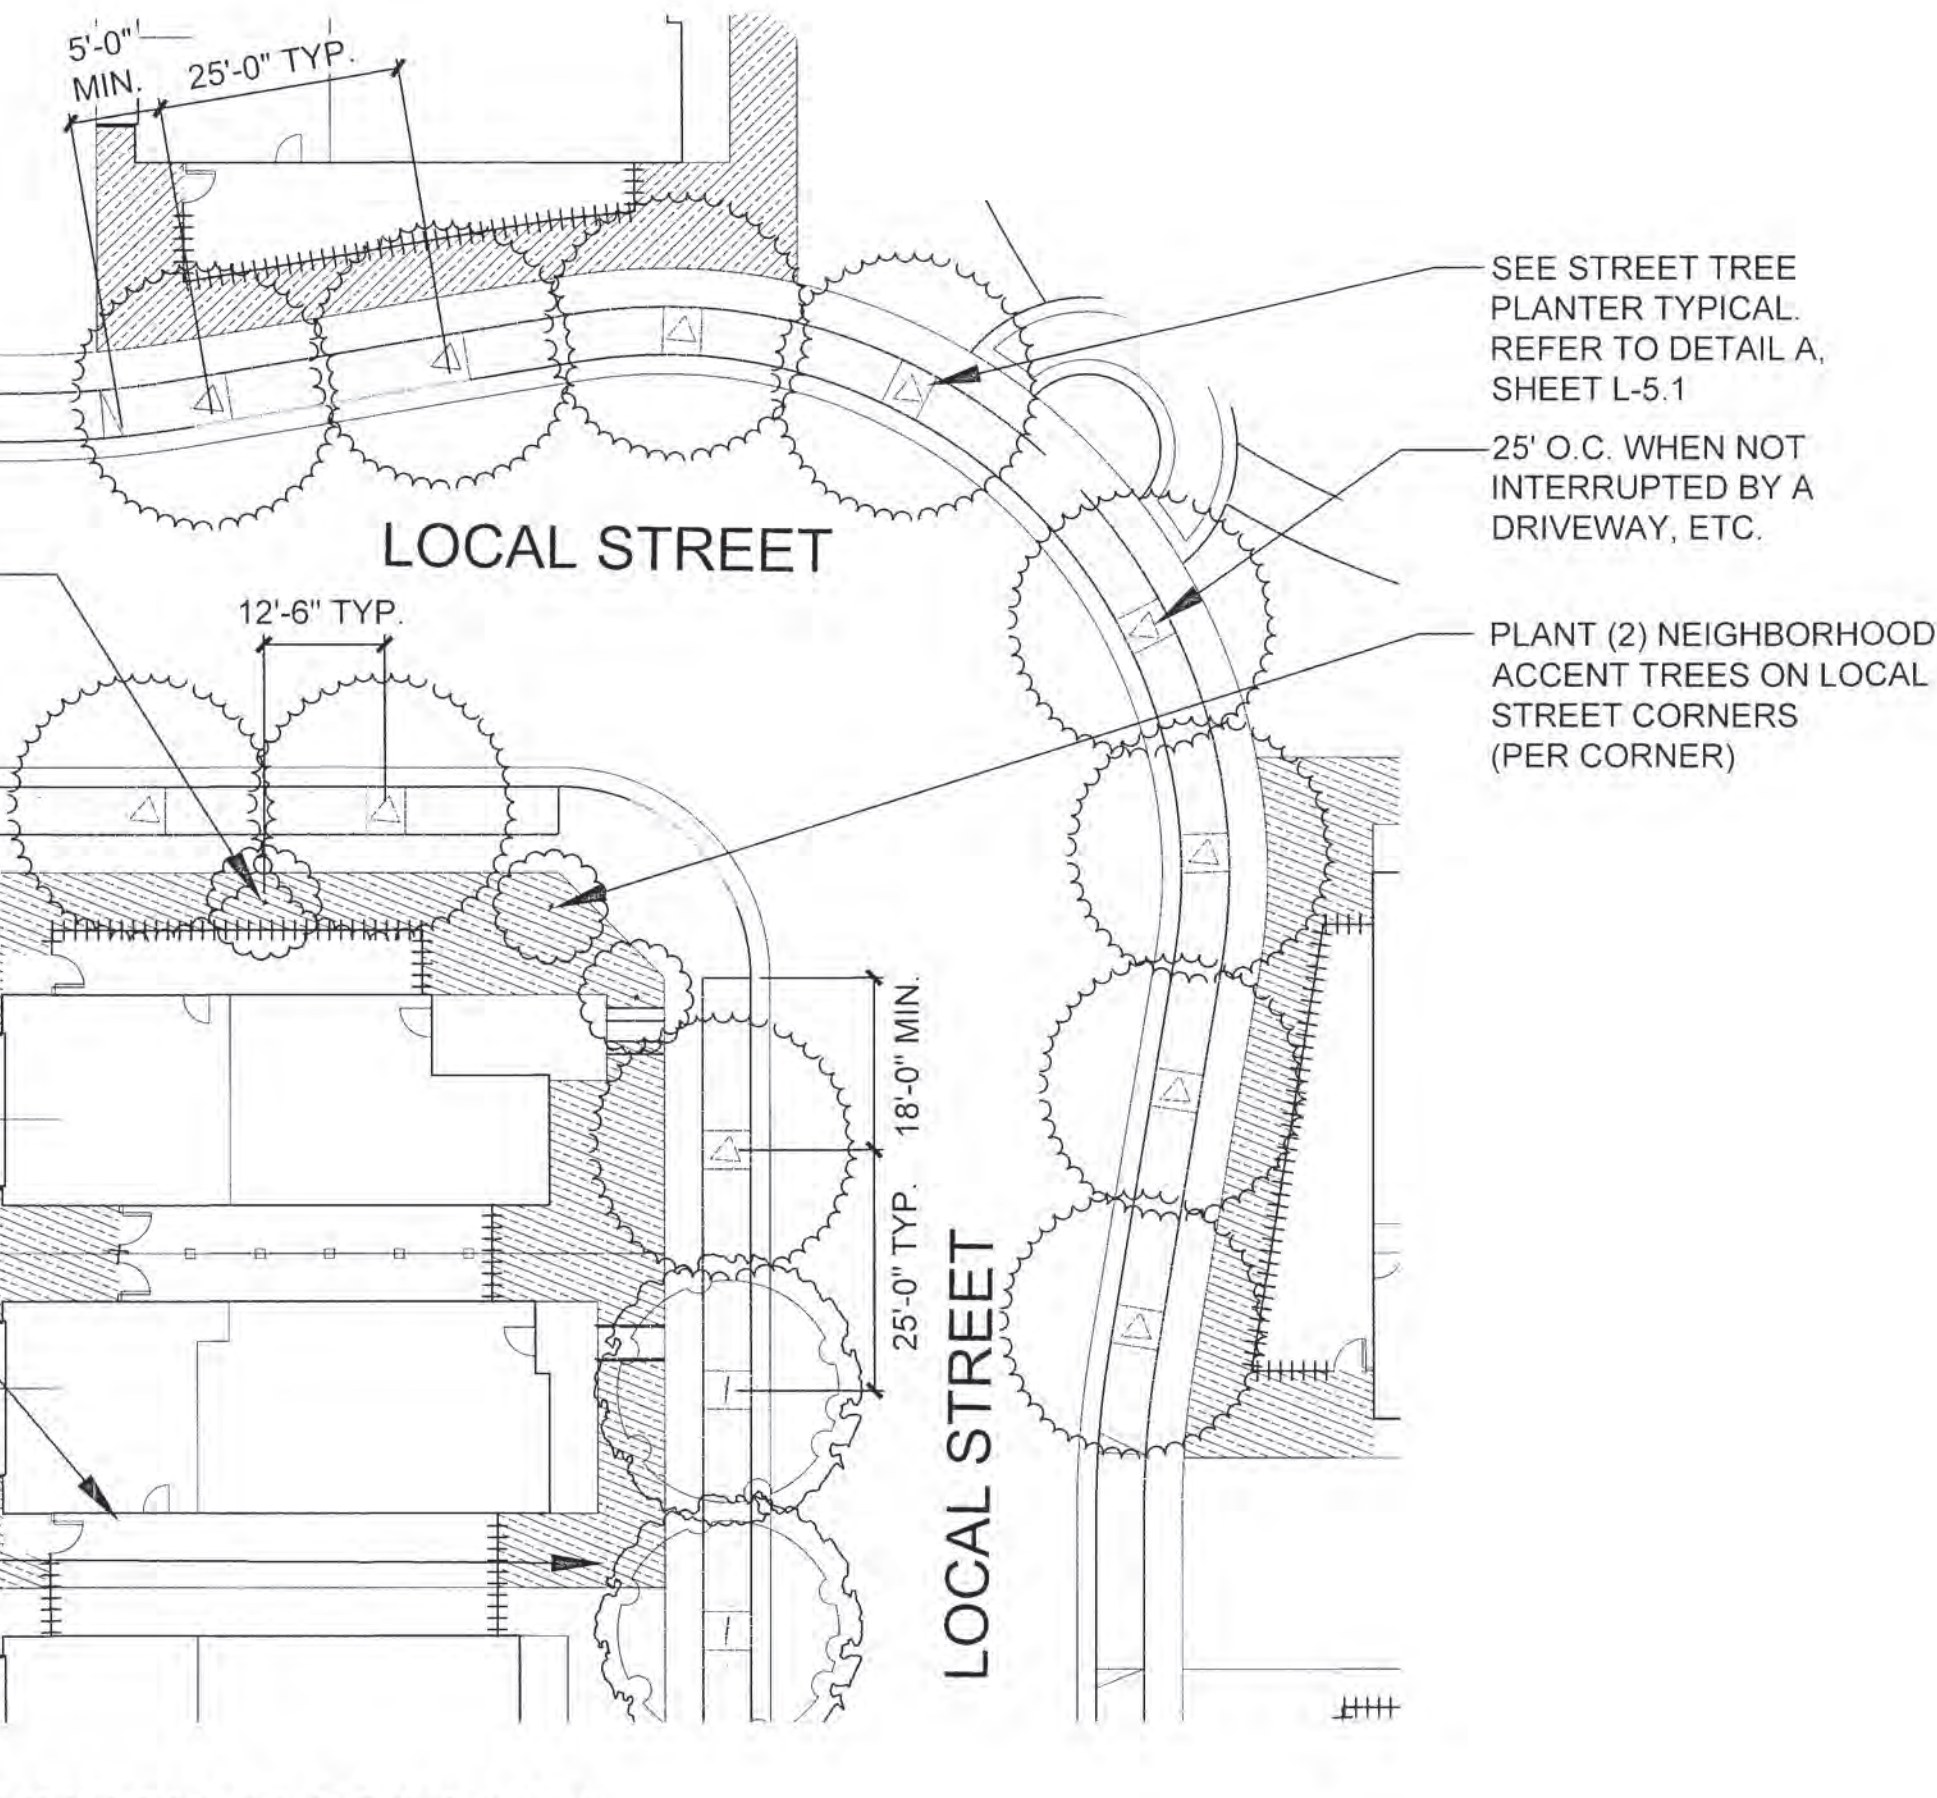 5'-0"
MIN.
25'-0" TYP.
SEE STREET TREE
PLANTER TYPICAL.
REFER TO DETAIL A,
SHEET L-5.1
25' O.C. WHEN NOT
INTERRUPTED BY A
DRIVEWAY, ETC.
LOCAL STREET
12'-6" TYP.
PLANT (2) NEIGHBORHOOD
ACCENT TREES ON LOCAL
STREET CORNERS
(PER CORNER)
18'-0" MIN.
25'-0" TYP.
LOCAL STREET